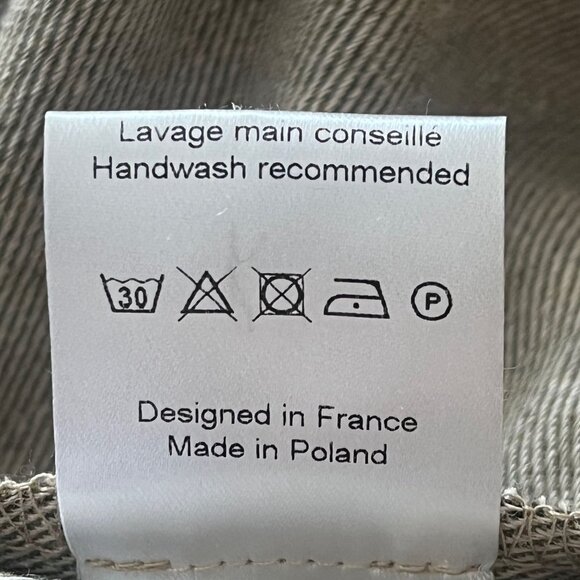 Lavage main conseillé
Handwash recommended
30 P
Designed in France
Made in Poland